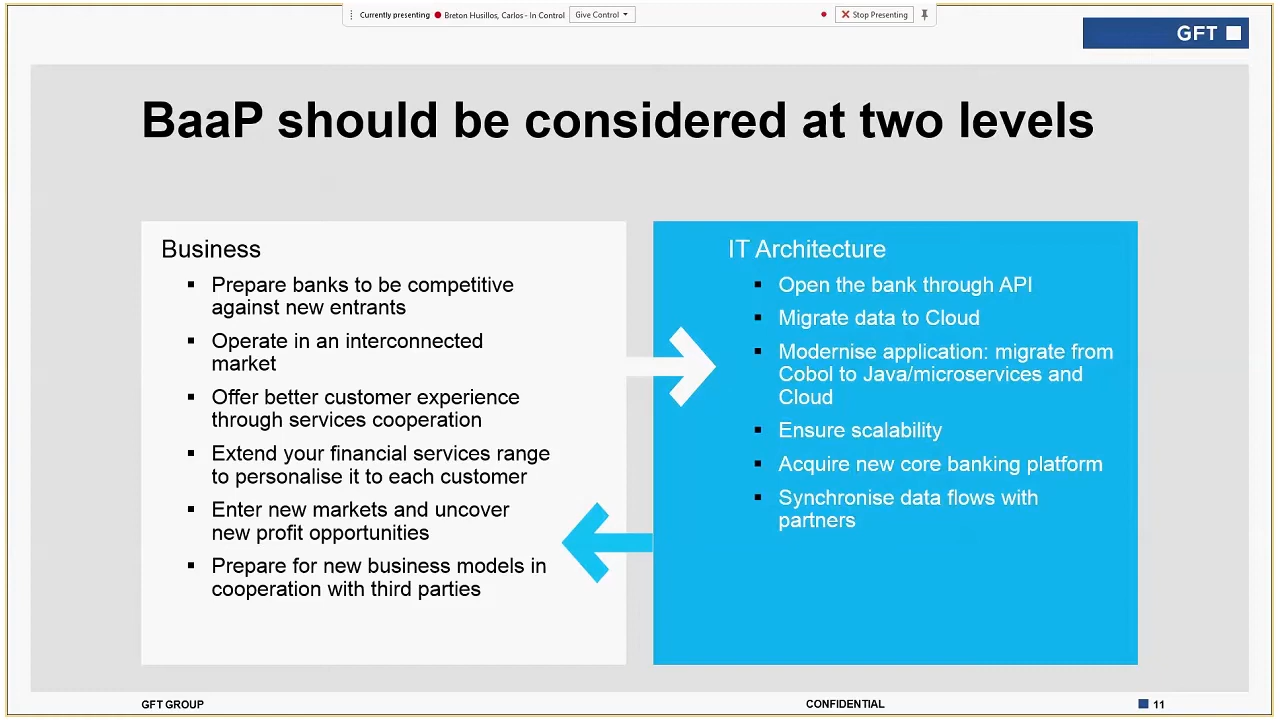 Currently presenting Breton Husillos, Carlos - In Control Give Control Stop Presenting
GFT
BaaP should be considered at two levels
Business
▪ Prepare banks to be competitive
against new entrants
▪ Operate in an interconnected
market
▪ Offer better customer experience
through services cooperation
▪ Extend your financial services range
to personalise it to each customer
▪ Enter new markets and uncover
new profit opportunities
▪ Prepare for new business models in
cooperation with third parties
IT Architecture
▪ Open the bank through API
▪ Migrate data to Cloud
▪ Modernise application: migrate from
Cobol to Java/microservices and
Cloud
▪ Ensure scalability
▪ Acquire new core banking platform
▪ Synchronise data flows with
partners
GFT GROUP
CONFIDENTIAL
11